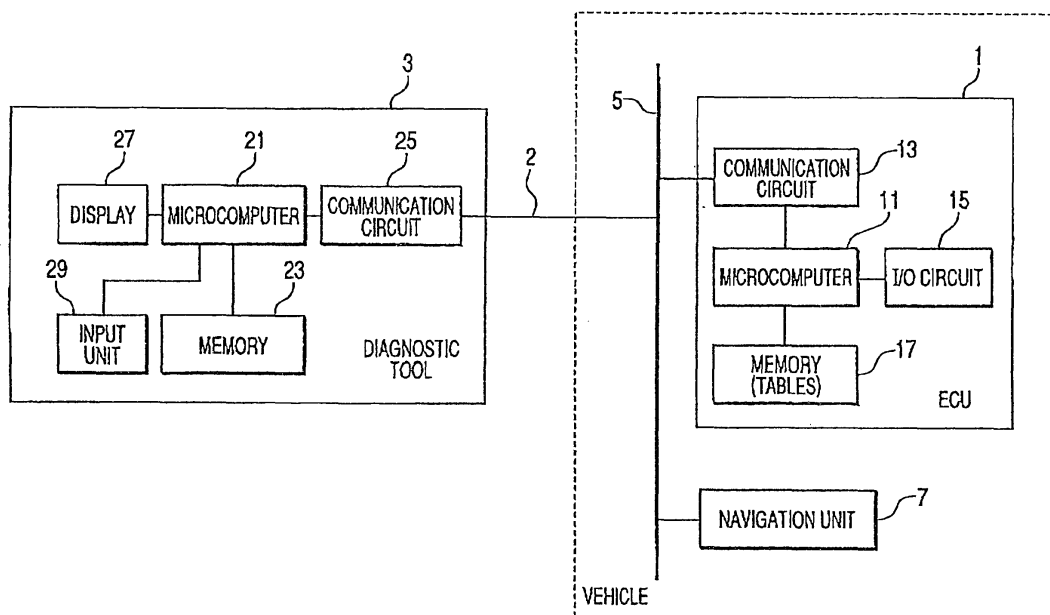 3
27
21
25
DISPLAY
MICROCOMPUTER
COMMUNICATION
CIRCUIT
29
23
INPUT
UNIT
MEMORY
DIAGNOSTIC
TOOL
2
5
1
13
COMMUNICATION
CIRCUIT
11
15
MICROCOMPUTER
I/O CIRCUIT
17
MEMORY
(TABLES)
ECU
7
NAVIGATION UNIT
VEHICLE